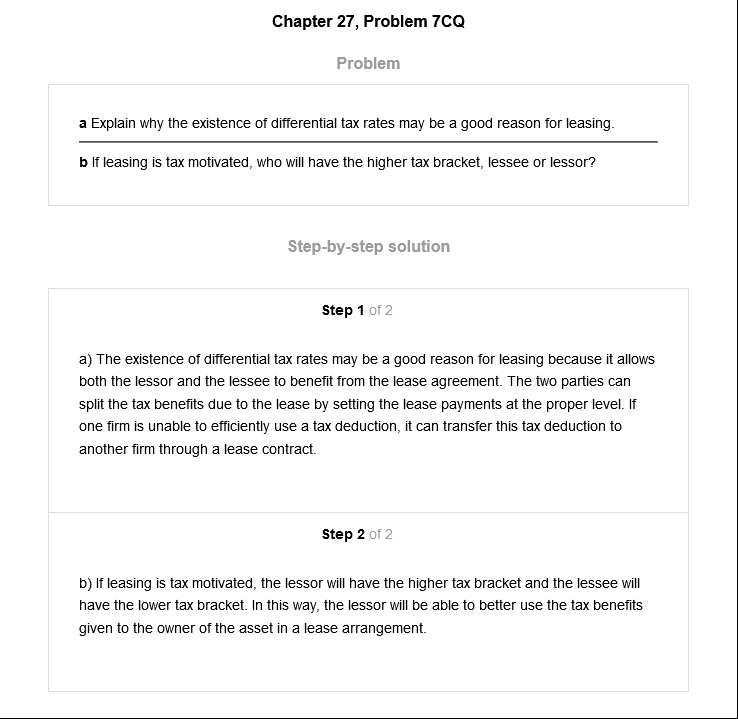 Chapter 27, Problem 7CQ
Problem
a Explain why the existence of differential tax rates may be a good reason for leasing.
b If leasing is tax motivated, who will have the higher tax bracket, lessee or lessor?
Step-by-step solution
Step 1 of 2
a) The existence of differential tax rates may be a good reason for leasing because it allows
both the lessor and the lessee to benefit from the lease agreement. The two parties can
split the tax benefits due to the lease by setting the lease payments at the proper level. If
one firm is unable to efficiently use a tax deduction, it can transfer this tax deduction to
another firm through a lease contract.
Step 2 of 2
b) If leasing is tax motivated, the lessor will have the higher tax bracket and the lessee will
have the lower tax bracket. In this way, the lessor will be able to better use the tax benefits
given to the owner of the asset in a lease arrangement.